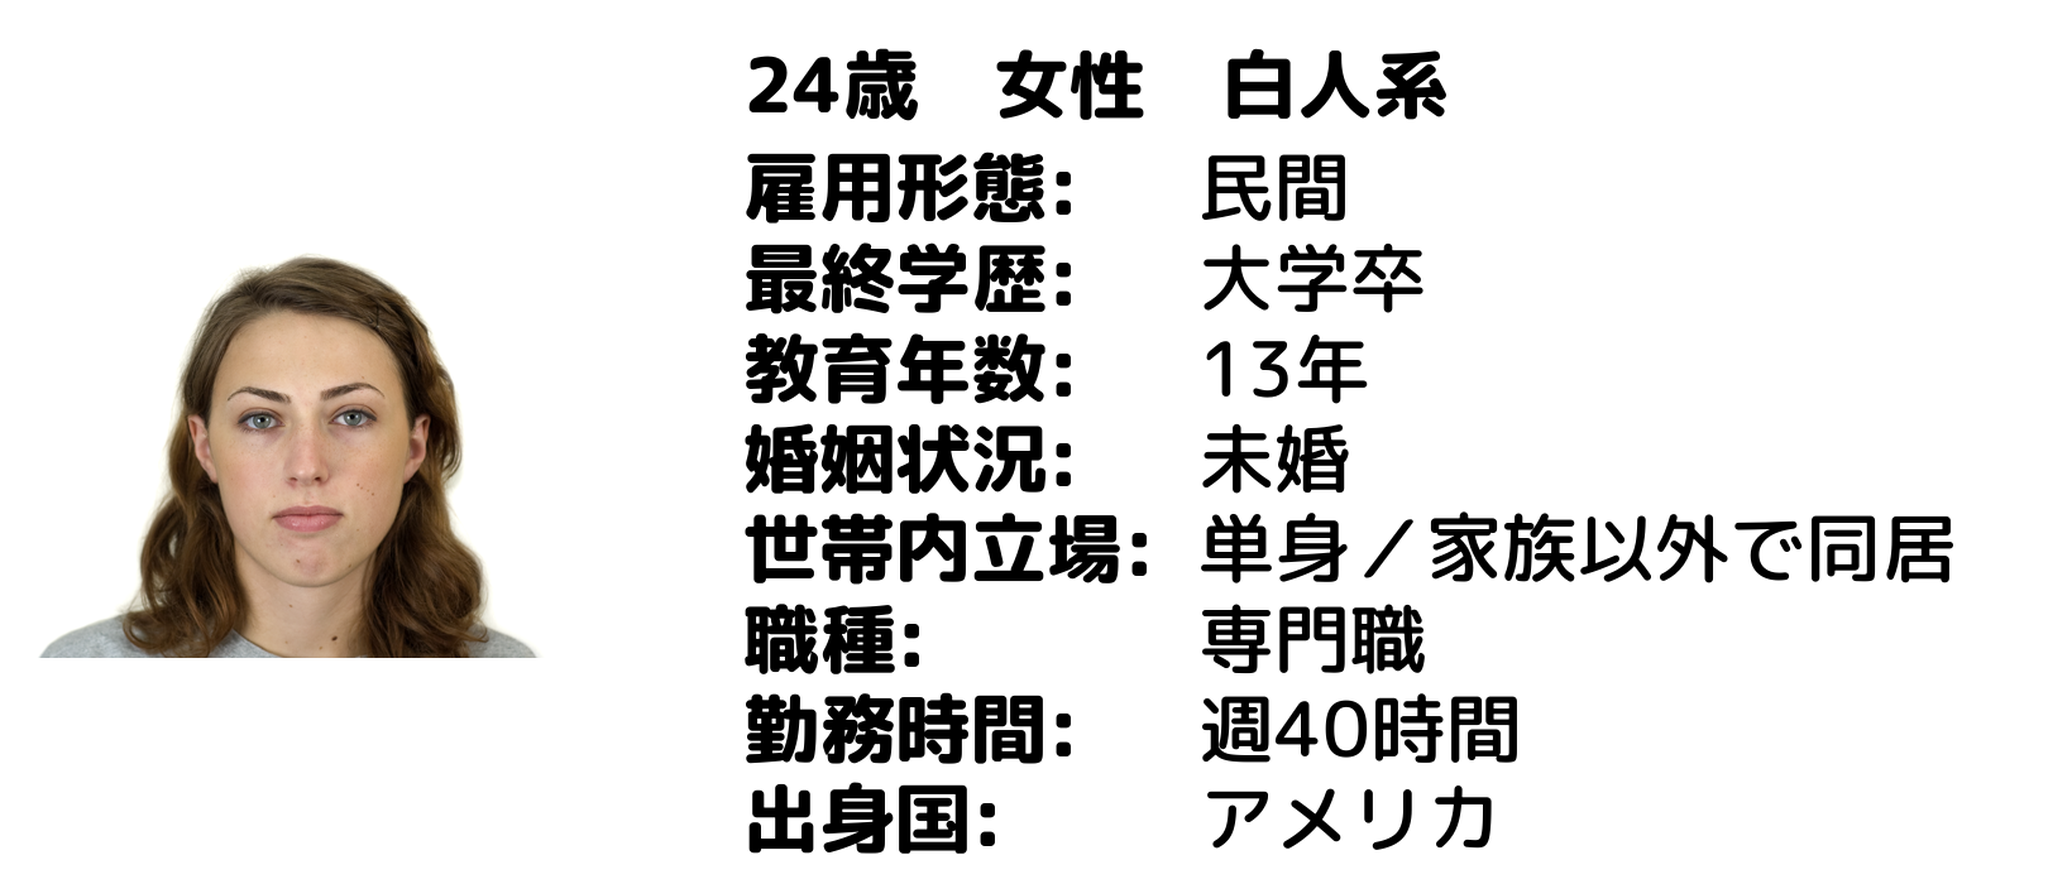 24歳　女性　白人系
雇用形態: 民間
最終学歴: 大学卒
教育年数: 13年
婚姻状況: 未婚
世帯内立場: 単身／家族以外で同居
職種: 専門職
勤務時間: 週40時間
出身国: アメリカ